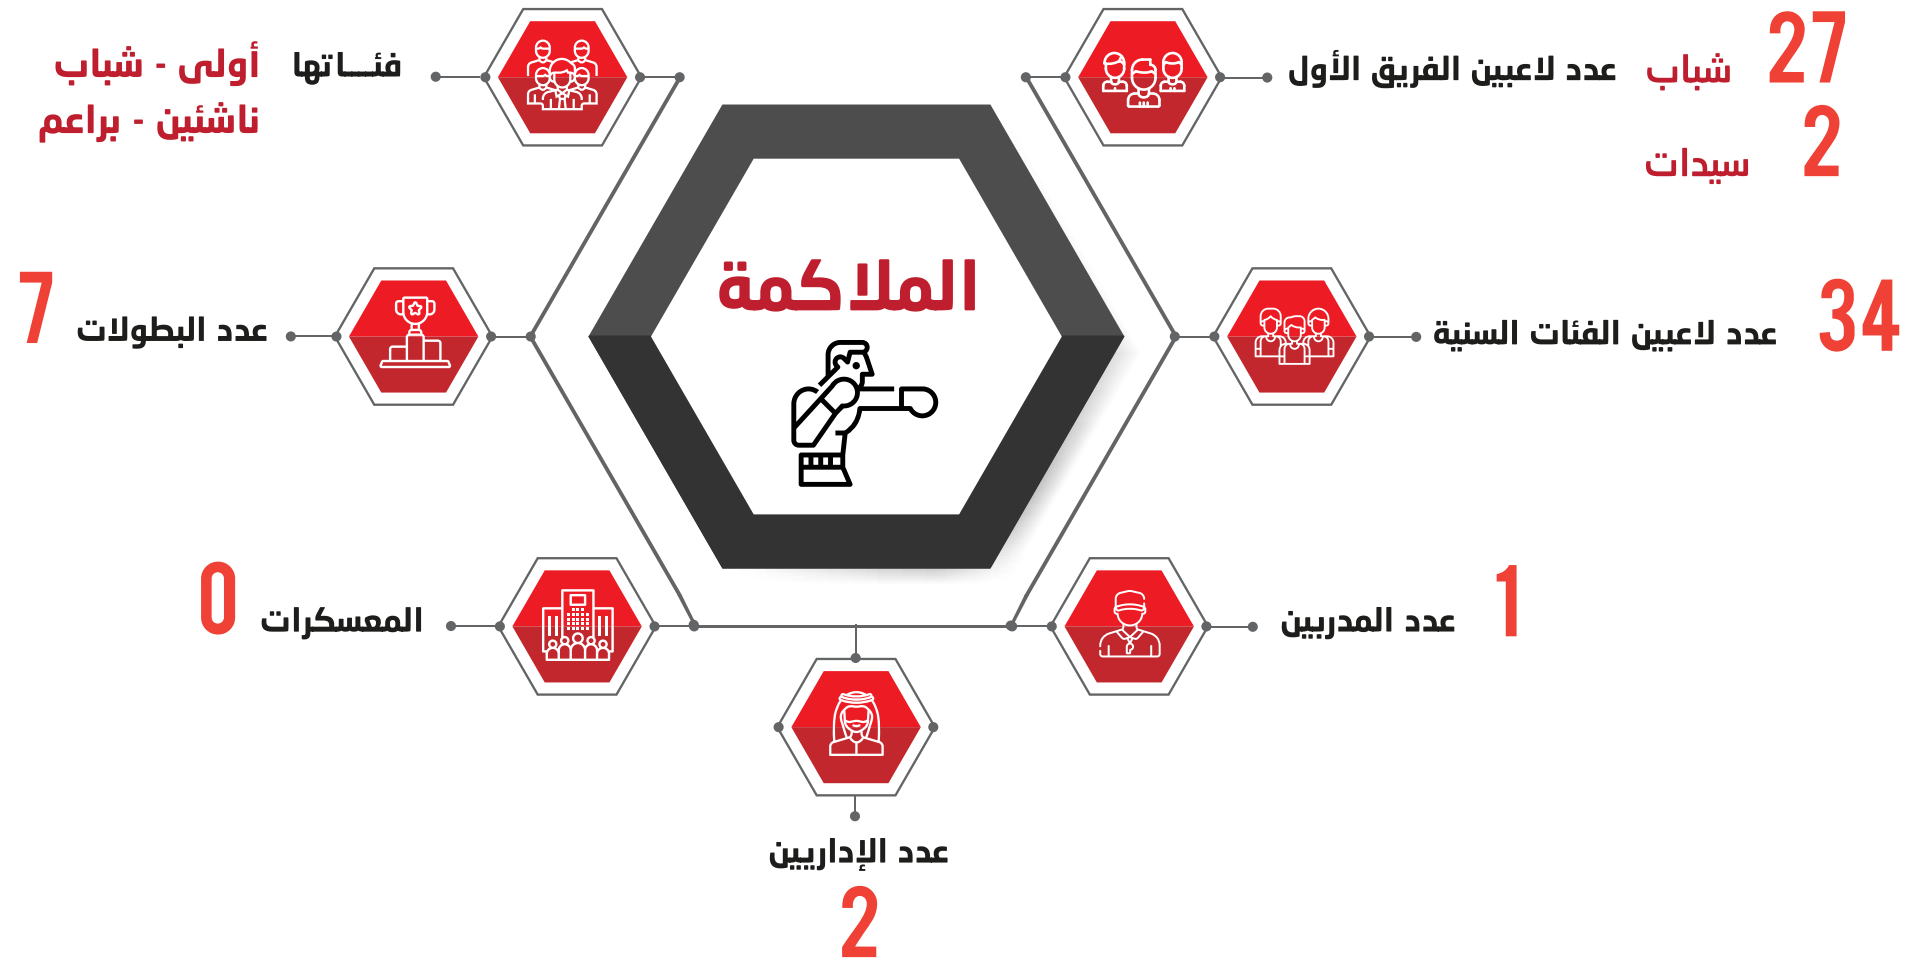 الملاكمة
27 شباب
2 سيدات
عدد لاعبين الفريق الأول
34
عدد لاعبين الفئات السنية
1
عدد المدربين
عدد الإداريين
2
المعسكرات
0
عدد البطولات
7
فئـــاتها
أولى - شباب
ناشئين - براعم